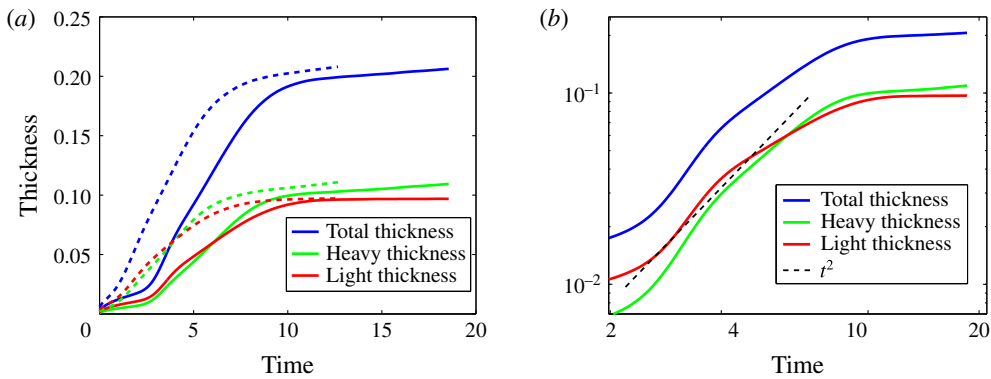 (a)
0.25
0.20
0.15
0.10
0.05
Thickness
0
5
10
15
20
Time
Total thickness
Heavy thickness
Light thickness
(b)
10⁻¹
10⁻²
2
4
10
20
Time
Total thickness
Heavy thickness
Light thickness
t²